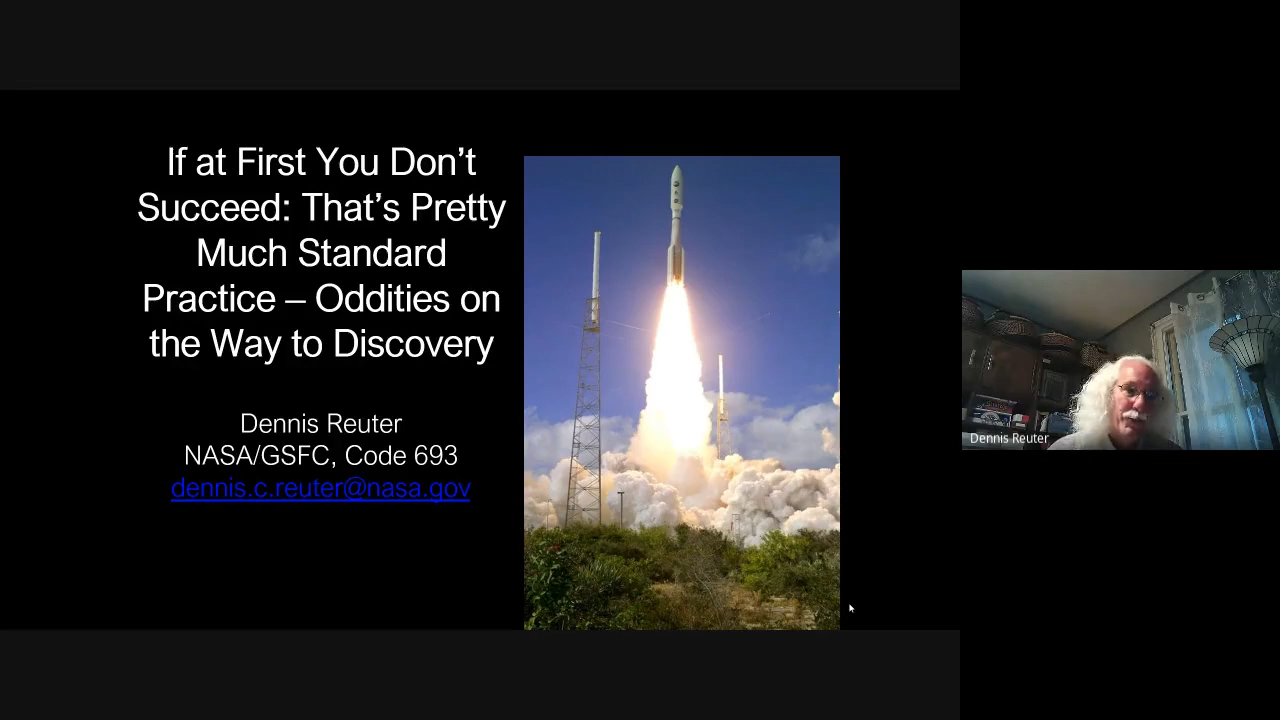 If at First You Don’t
Succeed: That’s Pretty
Much Standard
Practice – Oddities on
the Way to Discovery
Dennis Reuter
NASA/GSFC, Code 693
dennis.c.reuter@nasa.gov
Dennis Reuter